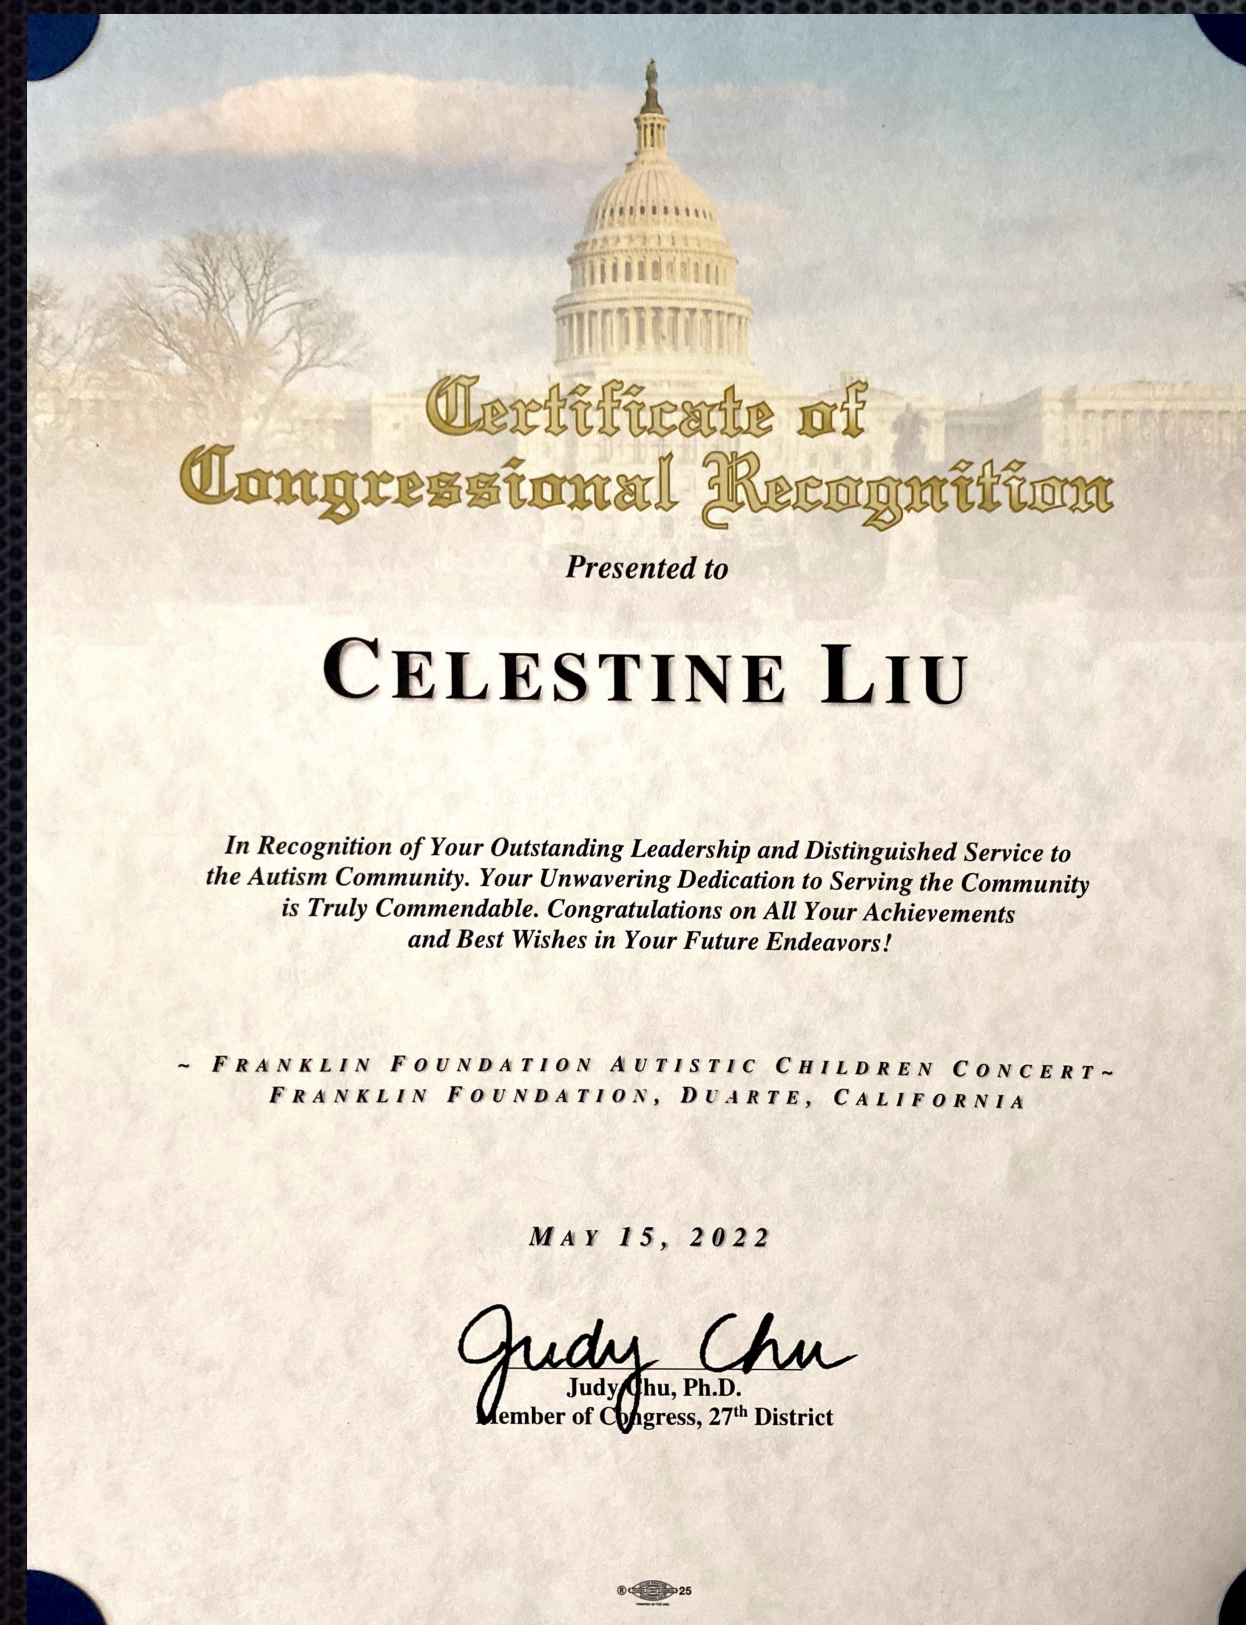 Certificate of
Congressional Recognition
Presented to
CELESTINE LIU
In Recognition of Your Outstanding Leadership and Distinguished Service to
the Autism Community. Your Unwavering Dedication to Serving the Community
is Truly Commendable. Congratulations on All Your Achievements
and Best Wishes in Your Future Endeavors!
~ FRANKLIN FOUNDATION AUTISTIC CHILDREN CONCERT~
FRANKLIN FOUNDATION, DUARTE, CALIFORNIA
MAY 15, 2022
Judy Chu
Judy Chu, Ph.D.
Member of Congress, 27th District
® 25